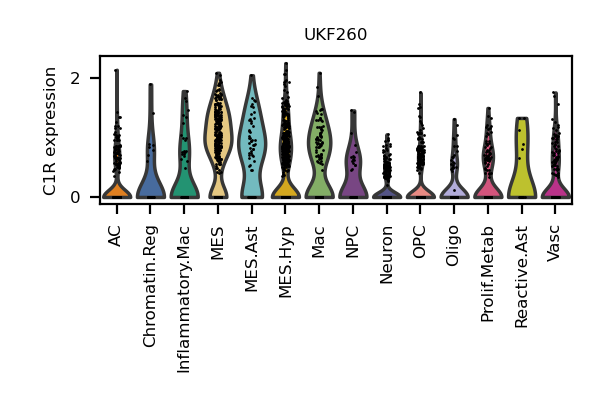 UKF260
C1R expression
2
0
AC
Chromatin.Reg
Inflammatory.Mac
MES
MES.Ast
MES.Hyp
Mac
NPC
Neuron
OPC
Oligo
Prolif.Metab
Reactive.Ast
Vasc